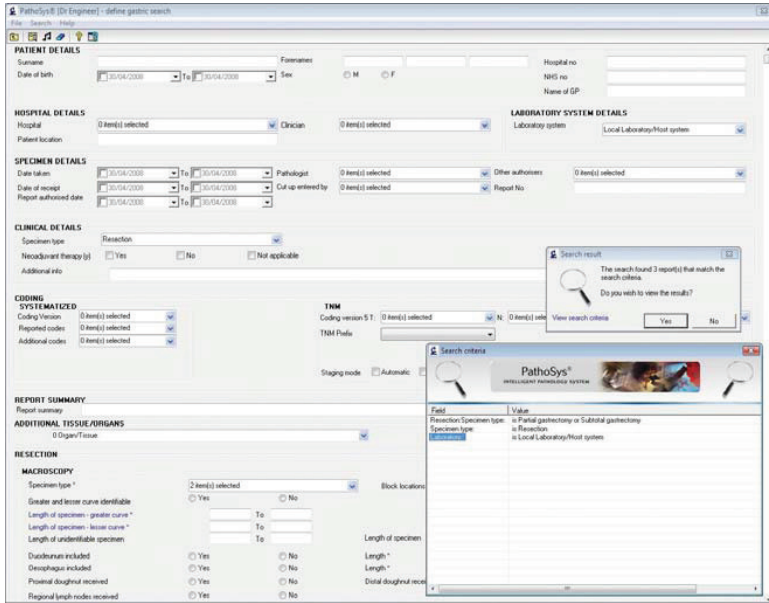 PathoSys® [Dr Engineer] - define gastric search
File Search Help
PATIENT DETAILS
Surname Forenames Hospital no
Date of birth 30/04/2008 To 30/04/2008 Sex M F NHS no
Name of GP
HOSPITAL DETAILS LABORATORY SYSTEM DETAILS
Hospital 0 item(s) selected Clinician 0 item(s) selected Laboratory system Local Laboratory/Host system
Patient location
SPECIMEN DETAILS
Date taken 30/04/2008 To 30/04/2008 Pathologist 0 item(s) selected Other authorisers 0 item(s) selected
Date of receipt 30/04/2008 To 30/04/2008 Cut up entered by 0 item(s) selected Report No
Report authorised date 30/04/2008 To 30/04/2008
CLINICAL DETAILS
Specimen type Resection
Neoadjuvant therapy (y) Yes No Not applicable
Additional info
Search result
The search found 3 report(s) that match the
search criteria.
Do you wish to view the results?
View search criteria Yes No
CODING
SYSTEMATIZED TNM
Coding Version 0 item(s) selected Coding version 5 T: 0 item(s) selected N: 0 item(s) sele
Reported codes 0 item(s) selected TNM Prefix
Additional codes 0 item(s) selected
Staging mode Automatic
Search criteria
PathoSys®
INTELLIGENT PATHOLOGY SYSTEM
Field Value
Resection:Specimen type: is Partial gastrectomy or Subtotal gastrectomy
Specimen type: is Resection
Laboratory: is Local Laboratory/Host system
REPORT SUMMARY
Report summary
ADDITIONAL TISSUE/ORGANS
0 Organ/Tissue
RESECTION
MACROSCOPY
Specimen type * 2 item(s) selected Block locations
Greater and lesser curve identifiable Yes No
Length of specimen - greater curve * To
Length of specimen - lesser curve * To
Length of unidentifiable specimen To Length of specimen
Duodenum included Yes No Length *
Oesophagus included Yes No Length *
Proximal doughnut received Yes No Distal doughnut recei
Regional lymph nodes received Yes No